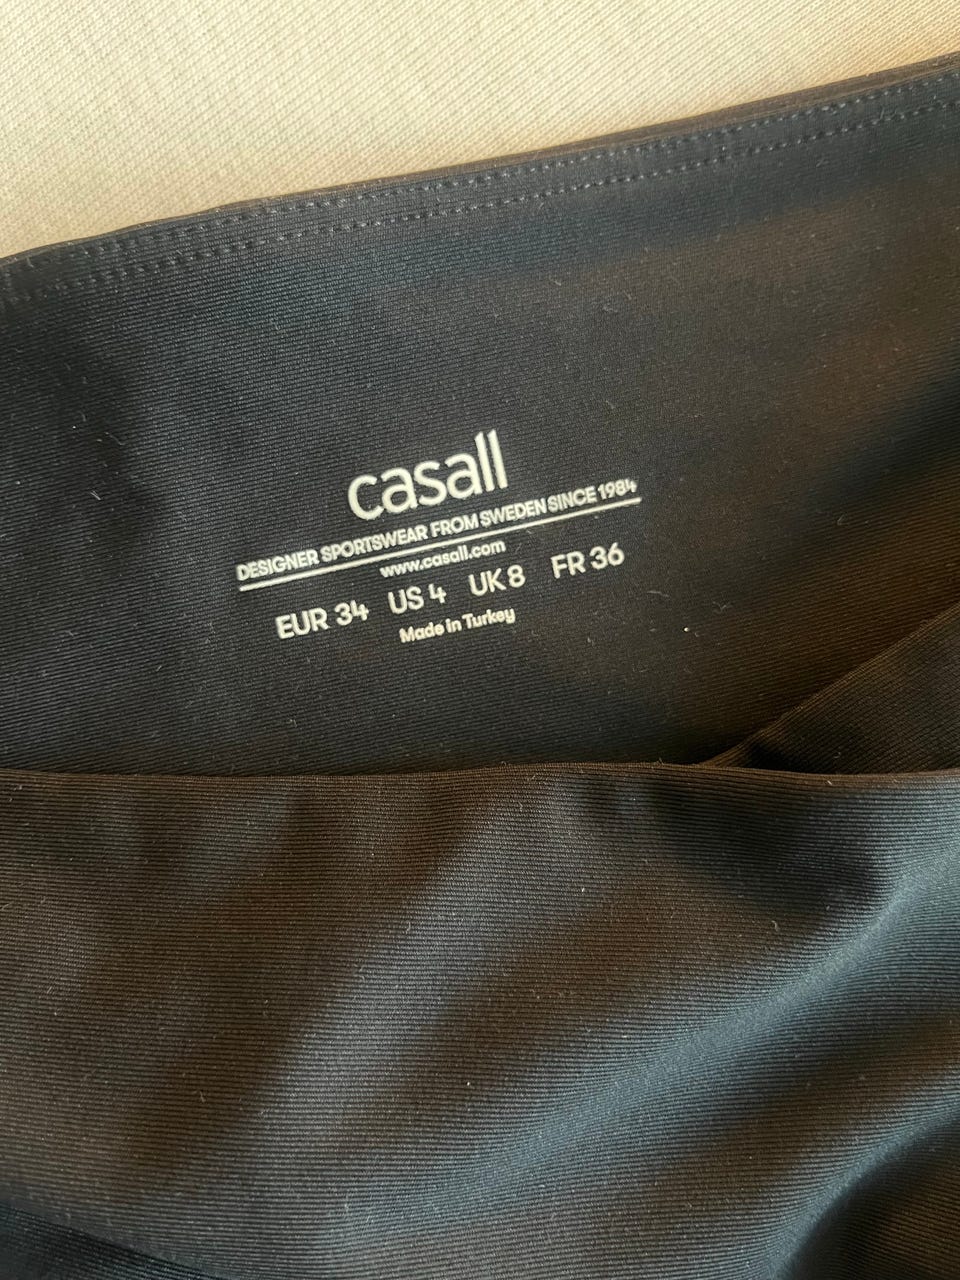 casall
DESIGNER SPORTSWEAR FROM SWEDEN SINCE 1984
www.casall.com
EUR 34 US 4 UK 8 FR 36
Made in Turkey